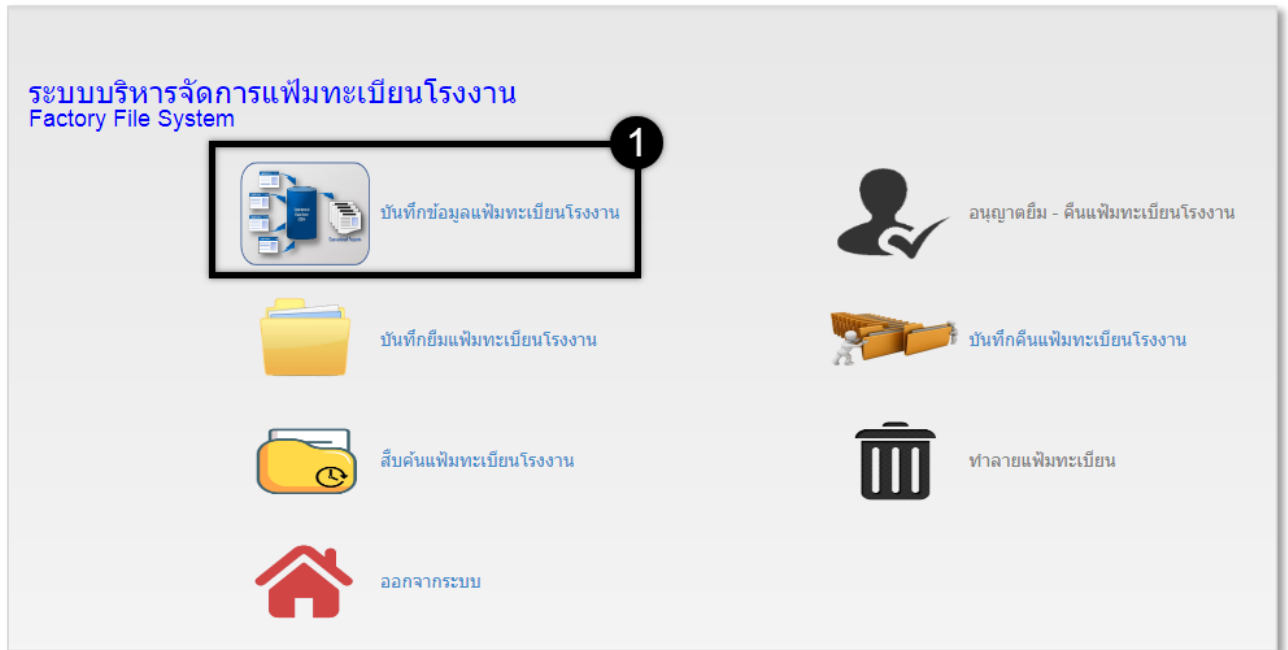 ระบบบริหารจัดการแฟ้มทะเบียนโรงงาน
Factory File System
1
บันทึกข้อมูลแฟ้มทะเบียนโรงงาน
อนุญาตยืม - คืนแฟ้มทะเบียนโรงงาน
บันทึกยืมแฟ้มทะเบียนโรงงาน
บันทึกคืนแฟ้มทะเบียนโรงงาน
สืบค้นแฟ้มทะเบียนโรงงาน
ทำลายแฟ้มทะเบียน
ออกจากระบบ